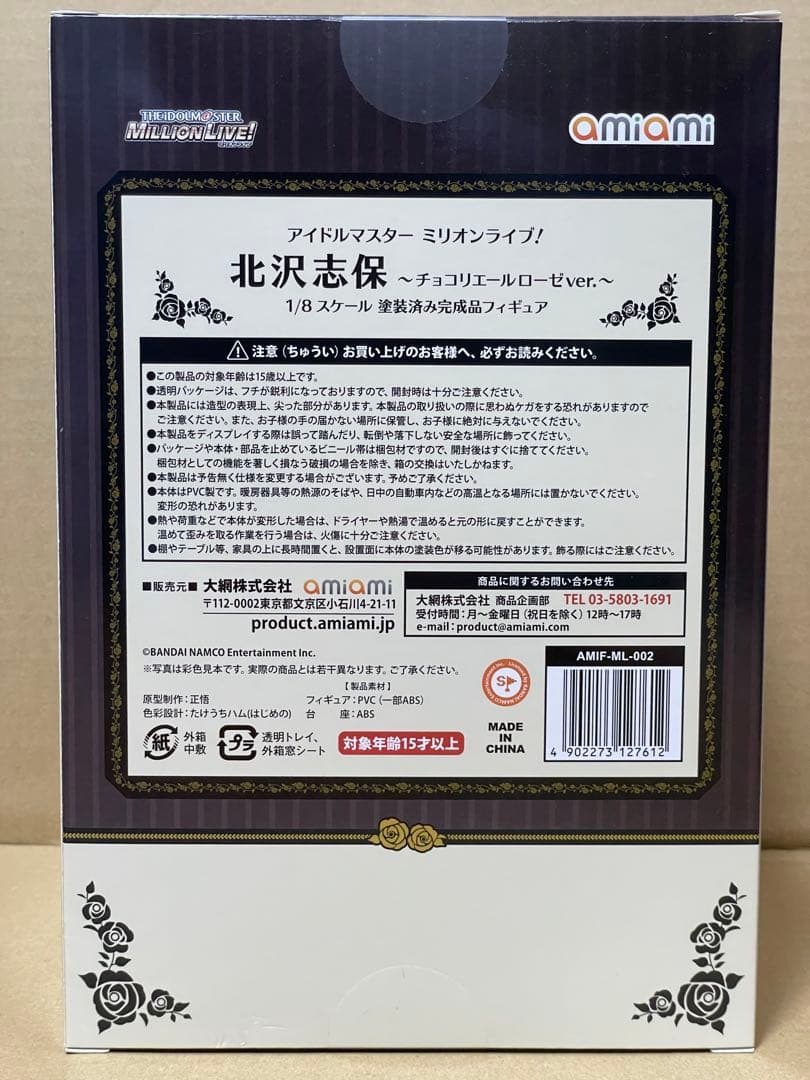 THE IDOLM@STER
MILLION LIVE!
amiami
アイドルマスター ミリオンライブ!
北沢志保 ～チョコリエールローゼver.～
1/8スケール 塗装済み完成品フィギュア
注意(ちゅうい)お買い上げのお客様へ、必ずお読みください。
●この製品の対象年齢は15歳以上です。
●透明パッケージは、フチが鋭利になっておりますので、開封時は十分ご注意ください。
●本製品には造型の表現上、尖った部分があります。本製品の取り扱いの際に思わぬケガをする恐れがありますので
ご注意ください。また、お子様の手の届かない場所に保管し、お子様に絶対に与えないでください。
●本製品をディスプレイする際は誤って踏んだり、転倒や落下しない安全な場所に飾ってください。
●パッケージや本体・部品を止めているビニール帯は梱包材ですので、開封後はすぐに捨ててください。
梱包材としての機能を著しく損なう破損の場合を除き、箱の交換はいたしかねます。
●本製品は予告無く仕様を変更する場合がございます。予めご了承ください。
●本体はPVC製です。暖房器具等の熱源のそばや、日中の自動車内などの高温となる場所には置かないでください。
変形の恐れがあります。
●熱や荷重などで本体が変形した場合は、ドライヤーや熱湯で温めると元の形に戻すことができます。
温めて歪みを取る作業を行う場合は、火傷に十分ご注意ください。
●棚やテーブル等、家具の上に長時間置くと、設置面に本体の塗装色が移る可能性があります。飾る際にはご注意ください。
■販売元■ 大網株式会社 amiami
〒112-0002東京都文京区小石川4-21-11
product.amiami.jp
商品に関するお問い合わせ先
大網株式会社 商品企画部 TEL 03-5803-1691
受付時間:月～金曜日(祝日を除く)12時～17時
e-mail:product@amiami.com
©BANDAI NAMCO Entertainment Inc.
※写真は彩色見本です。実際の商品とは若干異なります。ご了承ください。
【製品素材】
原型制作:正悟 フィギュア:PVC(一部ABS)
色彩設計:たけうちハム(はじめの) 台 座:ABS
紙 外箱
中敷
プラ 透明トレイ、
外箱窓シート
対象年齢15才以上
MADE
IN
CHINA
AMIF-ML-002
4 902273 127612